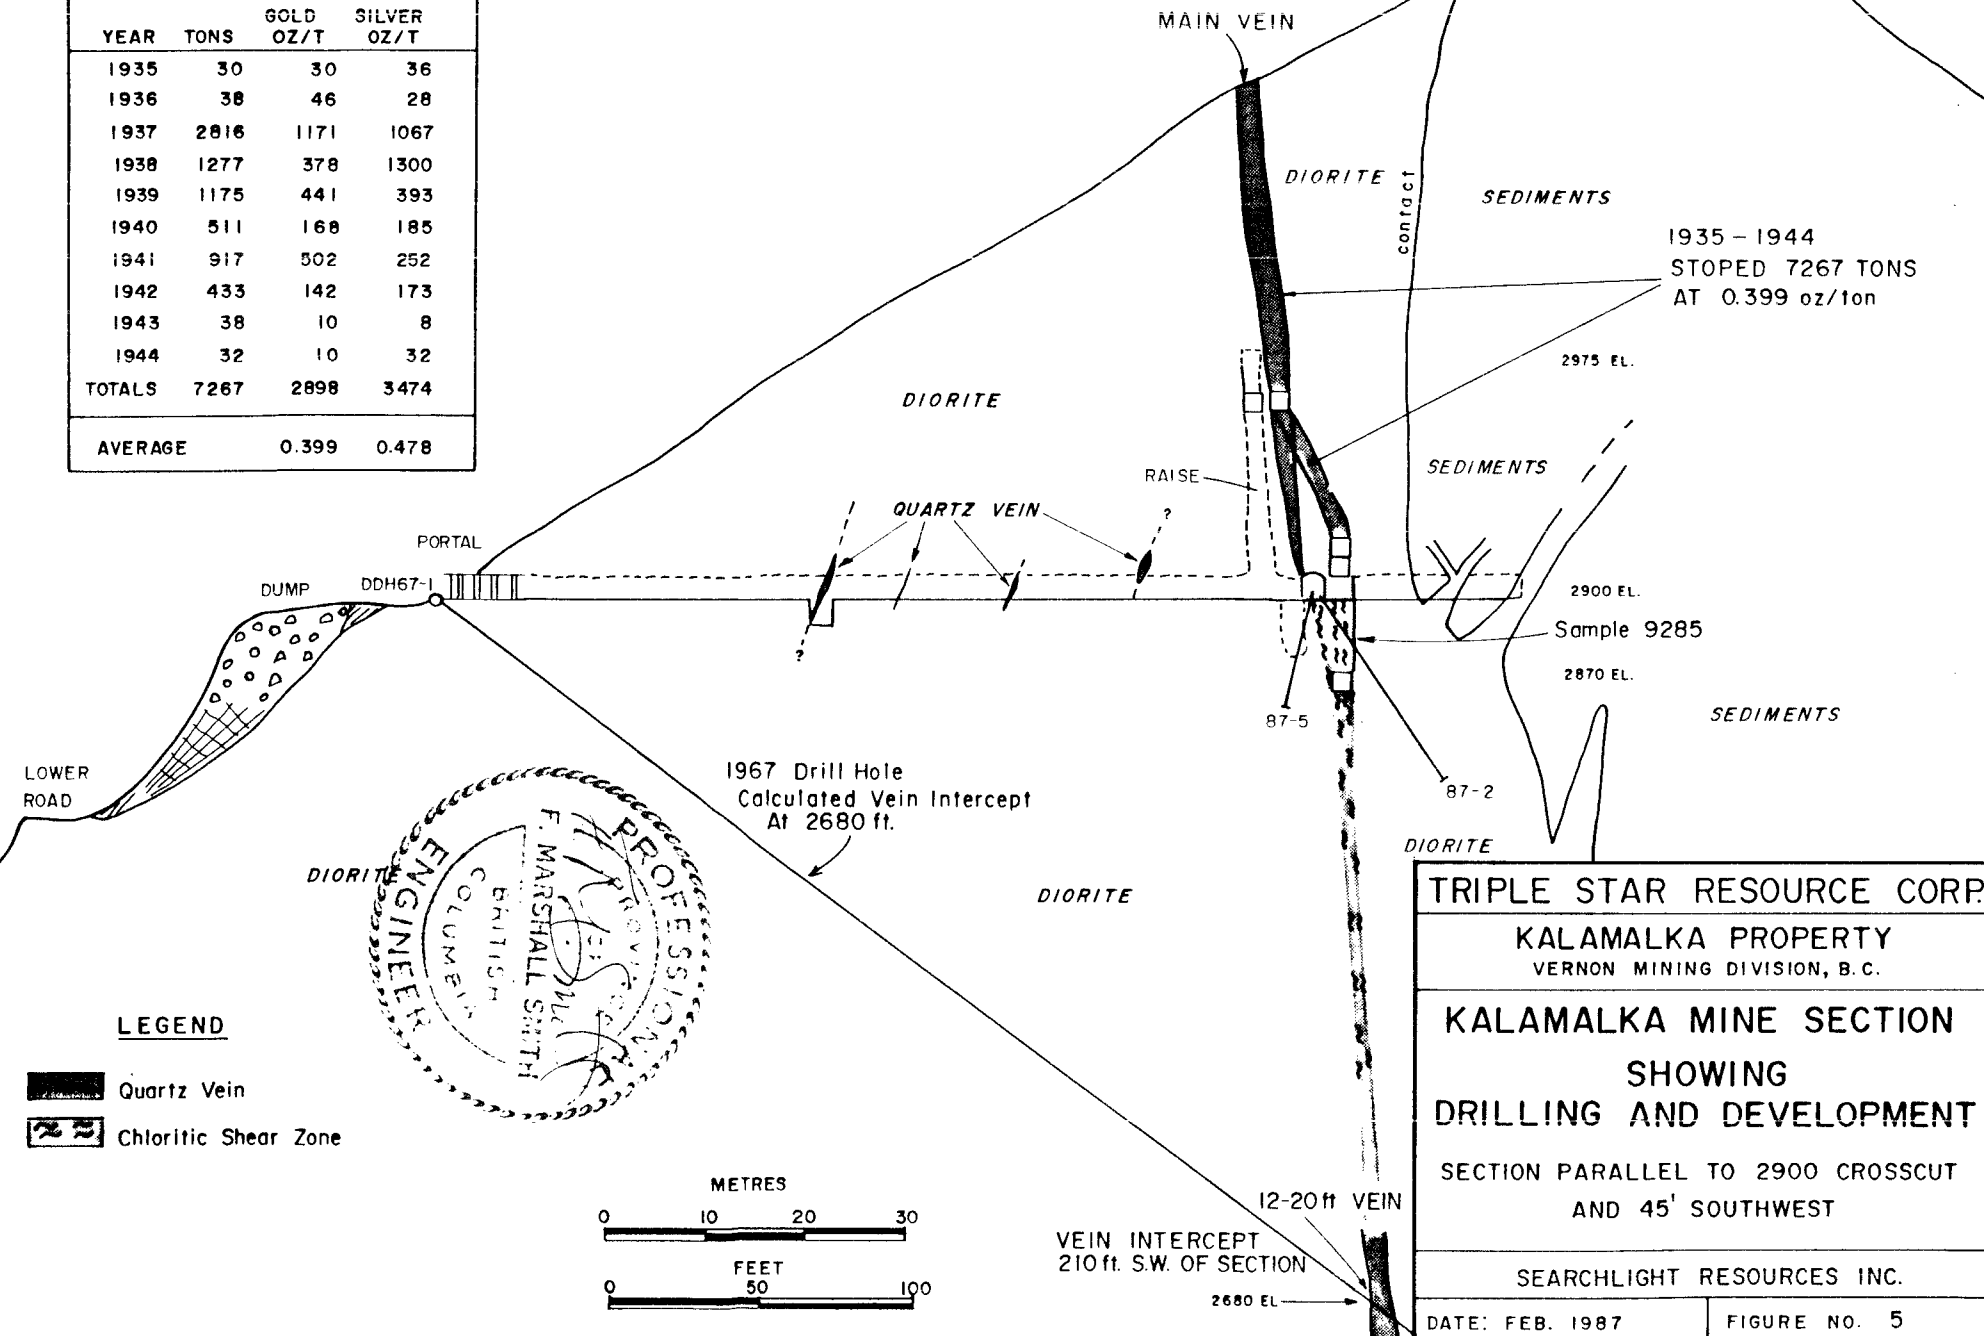 GOLD SILVER
YEAR TONS OZ/T OZ/T
1935 30 30 36
1936 38 46 28
1937 2816 1171 1067
1938 1277 378 1300
1939 1175 441 393
1940 511 168 185
1941 917 502 252
1942 433 142 173
1943 38 10 8
1944 32 10 32
TOTALS 7267 2898 3474
AVERAGE 0.399 0.478
MAIN VEIN
DIORITE
contact
SEDIMENTS
1935 - 1944
STOPED 7267 TONS
AT 0.399 oz/ton
2975 EL.
DIORITE
SEDIMENTS
RAISE
QUARTZ VEIN
?
PORTAL
DUMP
DDH67-1
2900 EL.
Sample 9285
?
2870 EL.
87-5
SEDIMENTS
LOWER
ROAD
1967 Drill Hole
Calculated Vein Intercept
At 2680 ft.
87-2
DIORITE
DIORITE
DIORITE
PROFESSIONAL
ENGINEER
PROVINCE OF
F. MARSHALL SMITH
BRITISH
COLUMBIA
LEGEND
Quartz Vein
Chloritic Shear Zone
METRES
0 10 20 30
FEET
0 50 100
12-20 ft VEIN
VEIN INTERCEPT
210 ft. S.W. OF SECTION
2680 EL
TRIPLE STAR RESOURCE CORP.
KALAMALKA PROPERTY
VERNON MINING DIVISION, B.C.
KALAMALKA MINE SECTION
SHOWING
DRILLING AND DEVELOPMENT
SECTION PARALLEL TO 2900 CROSSCUT
AND 45' SOUTHWEST
SEARCHLIGHT RESOURCES INC.
DATE: FEB. 1987
FIGURE NO. 5